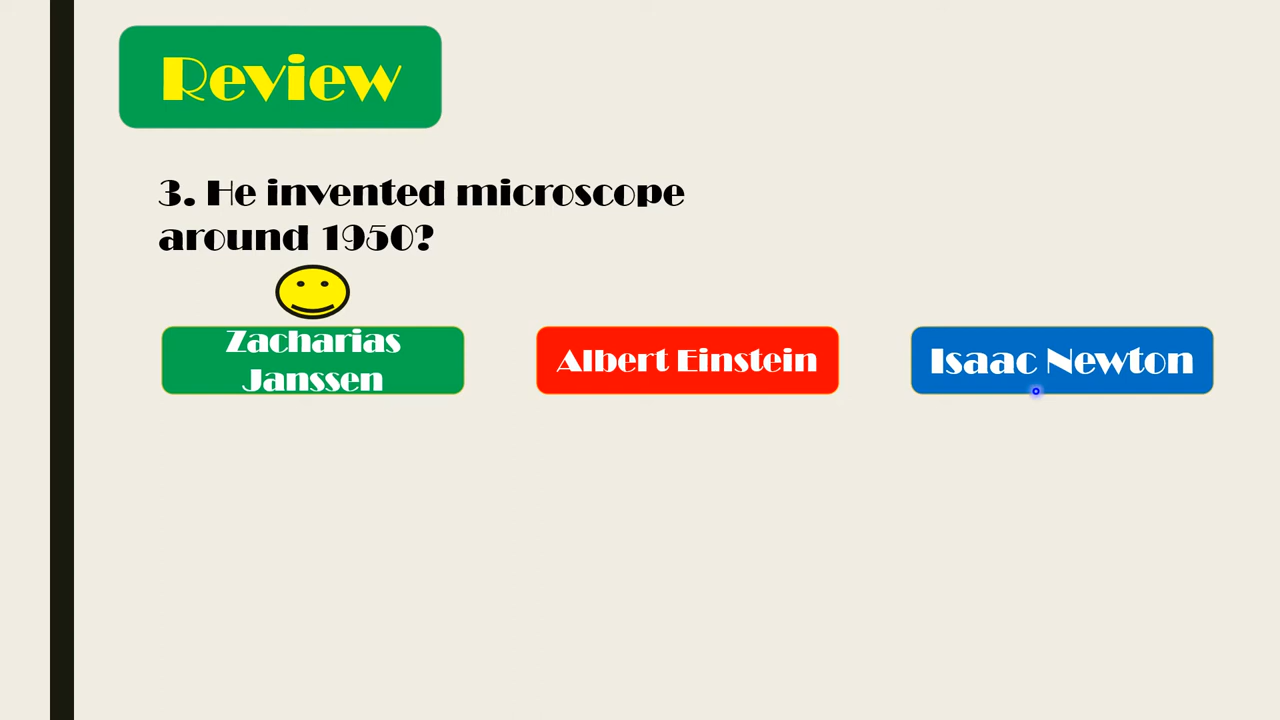 Review
3. He invented microscope
around 1950?
Zacharias
Janssen
Albert Einstein
Isaac Newton